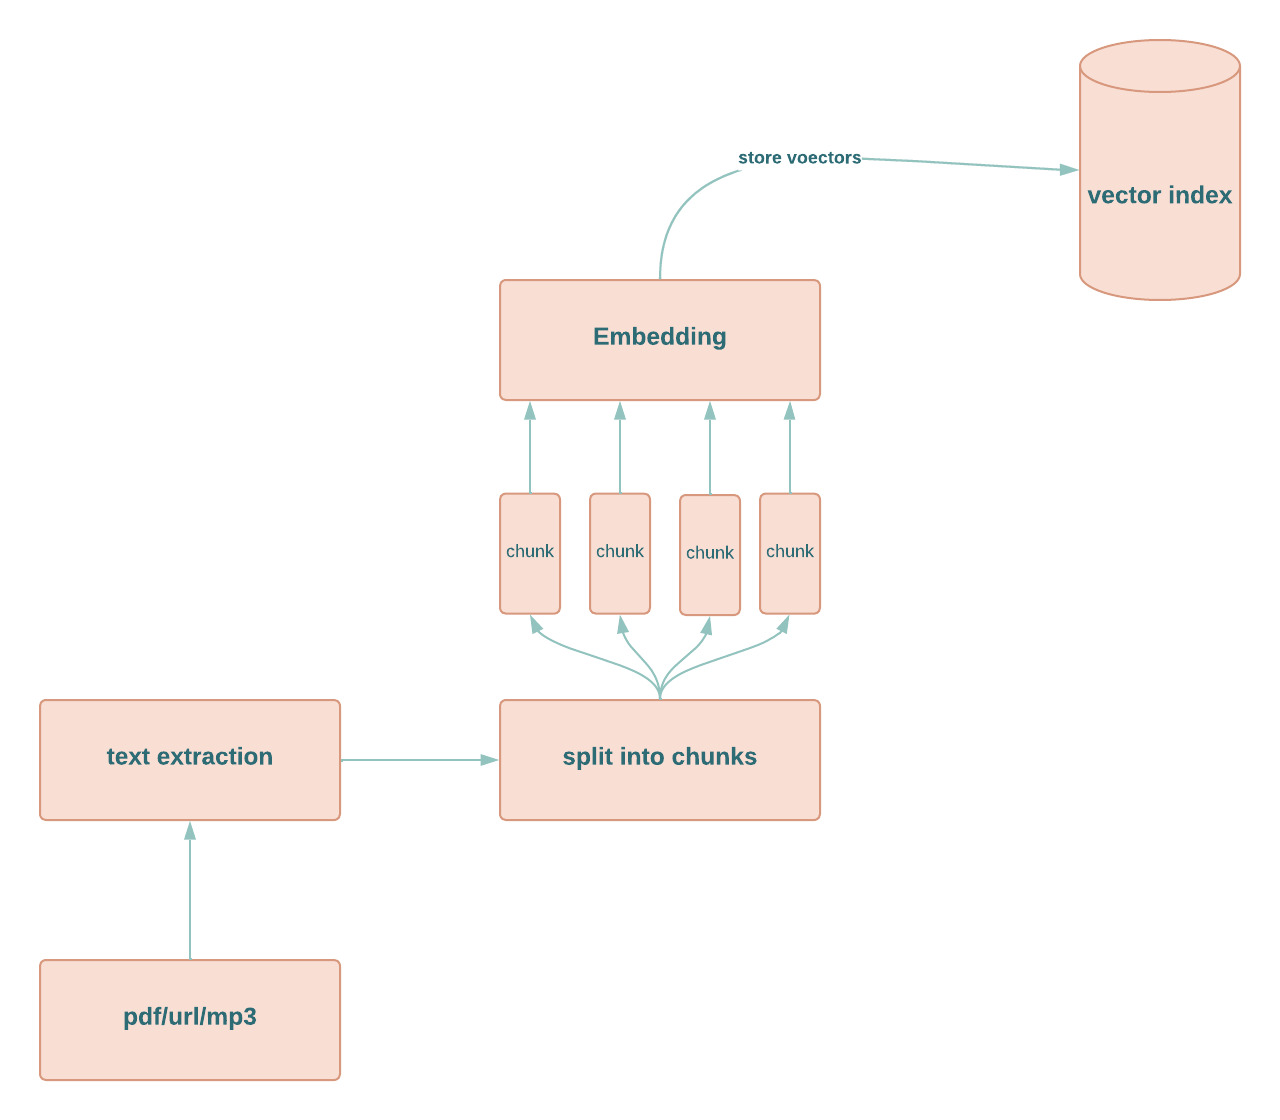 store voectors
vector index
Embedding
chunk
chunk
chunk
chunk
text extraction
split into chunks
pdf/url/mp3